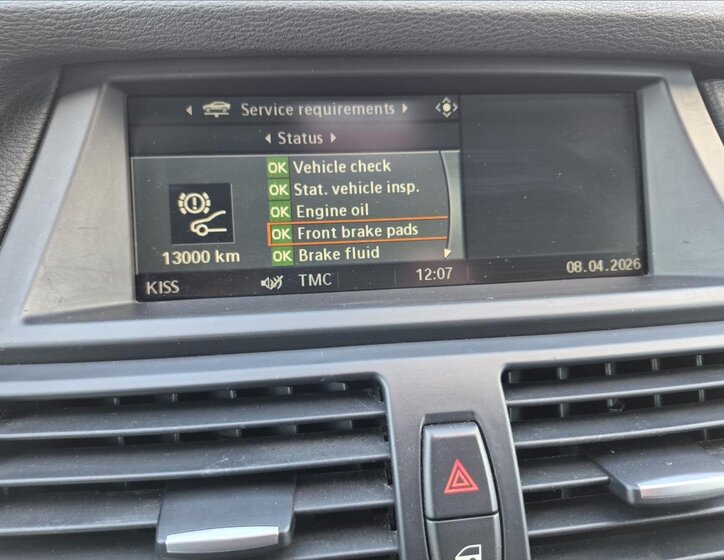 Service requirements
Status
OK Vehicle check
OK Stat. vehicle insp.
OK Engine oil
OK Front brake pads
OK Brake fluid
13000 km
KISS TMC 12:07 08.04.2026